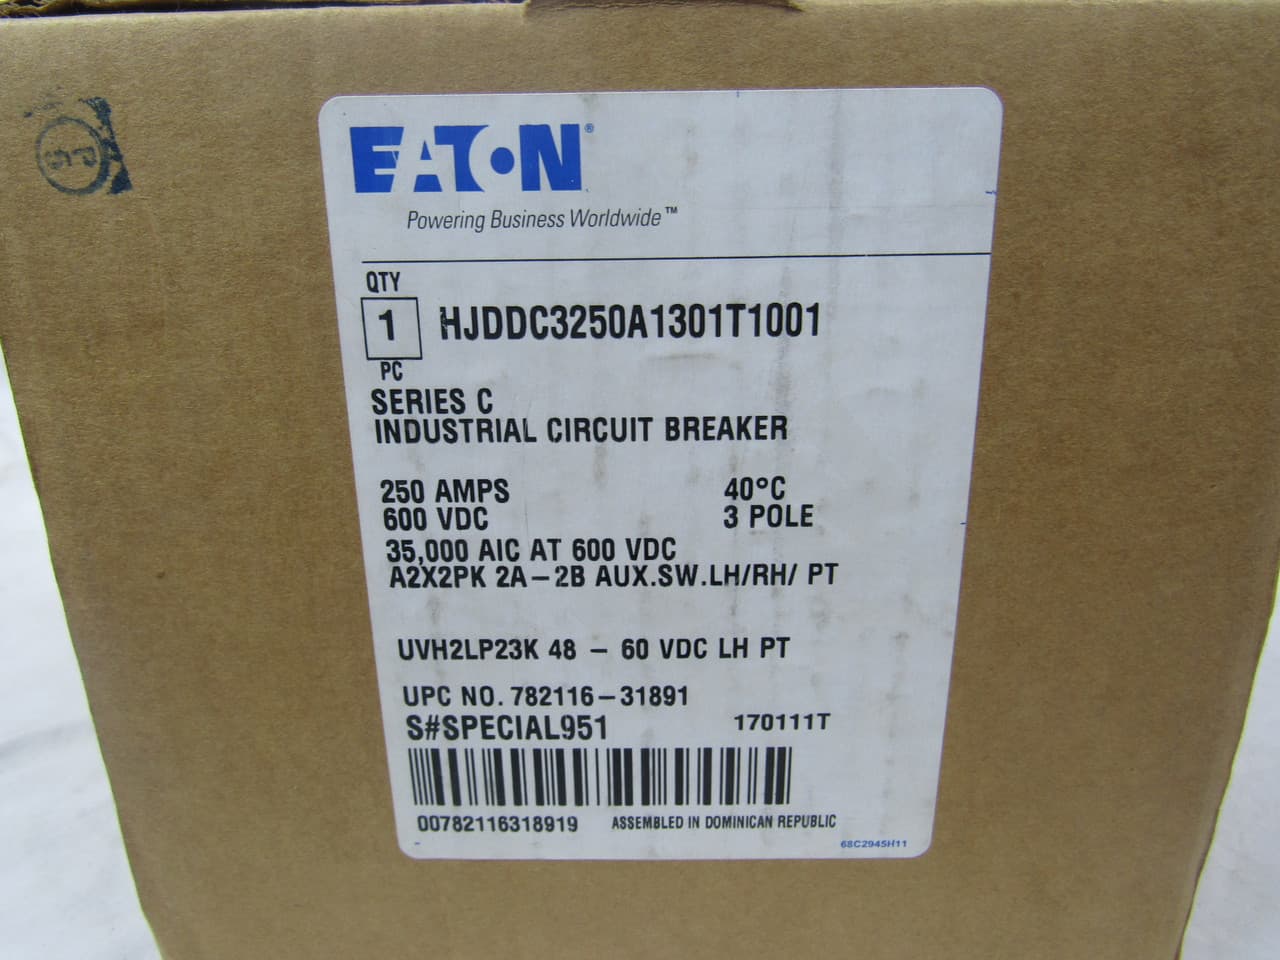 EATON®
Powering Business Worldwide™
QTY
1
PC
HJDDC3250A1301T1001
SERIES C
INDUSTRIAL CIRCUIT BREAKER
250 AMPS 40°C
600 VDC 3 POLE
35,000 AIC AT 600 VDC
A2X2PK 2A-2B AUX.SW.LH/RH/ PT
UVH2LP23K 48 - 60 VDC LH PT
UPC NO. 782116-31891
S#SPECIAL951 170111T
00782116318919 ASSEMBLED IN DOMINICAN REPUBLIC
68C2945H11